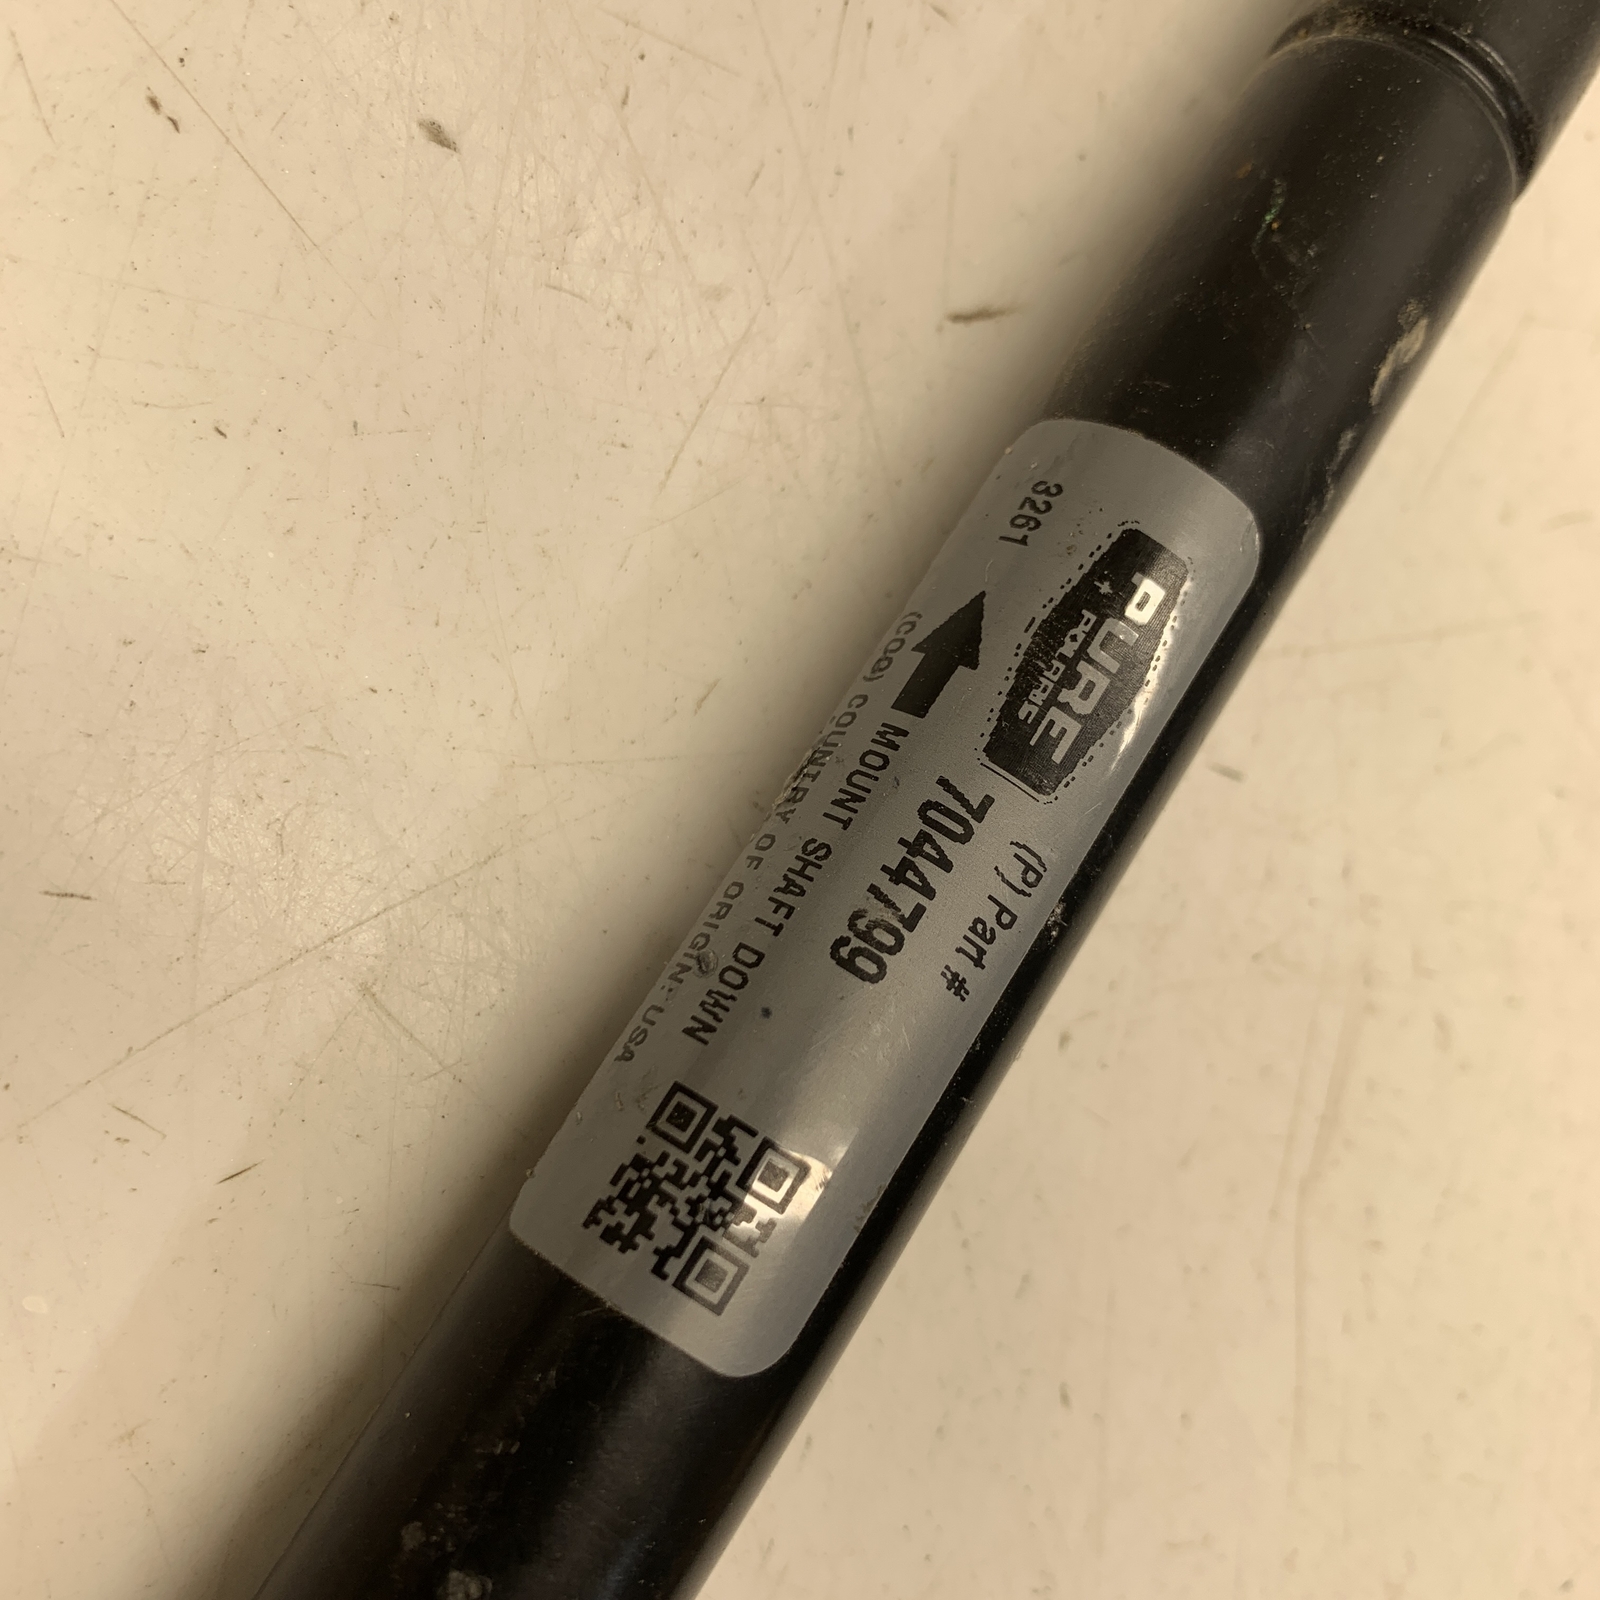 3261
PURE
POLARIS
(P) Part #
7044799
MOUNT SHAFT DOWN
(COO) COUNTRY OF ORIGIN: USA